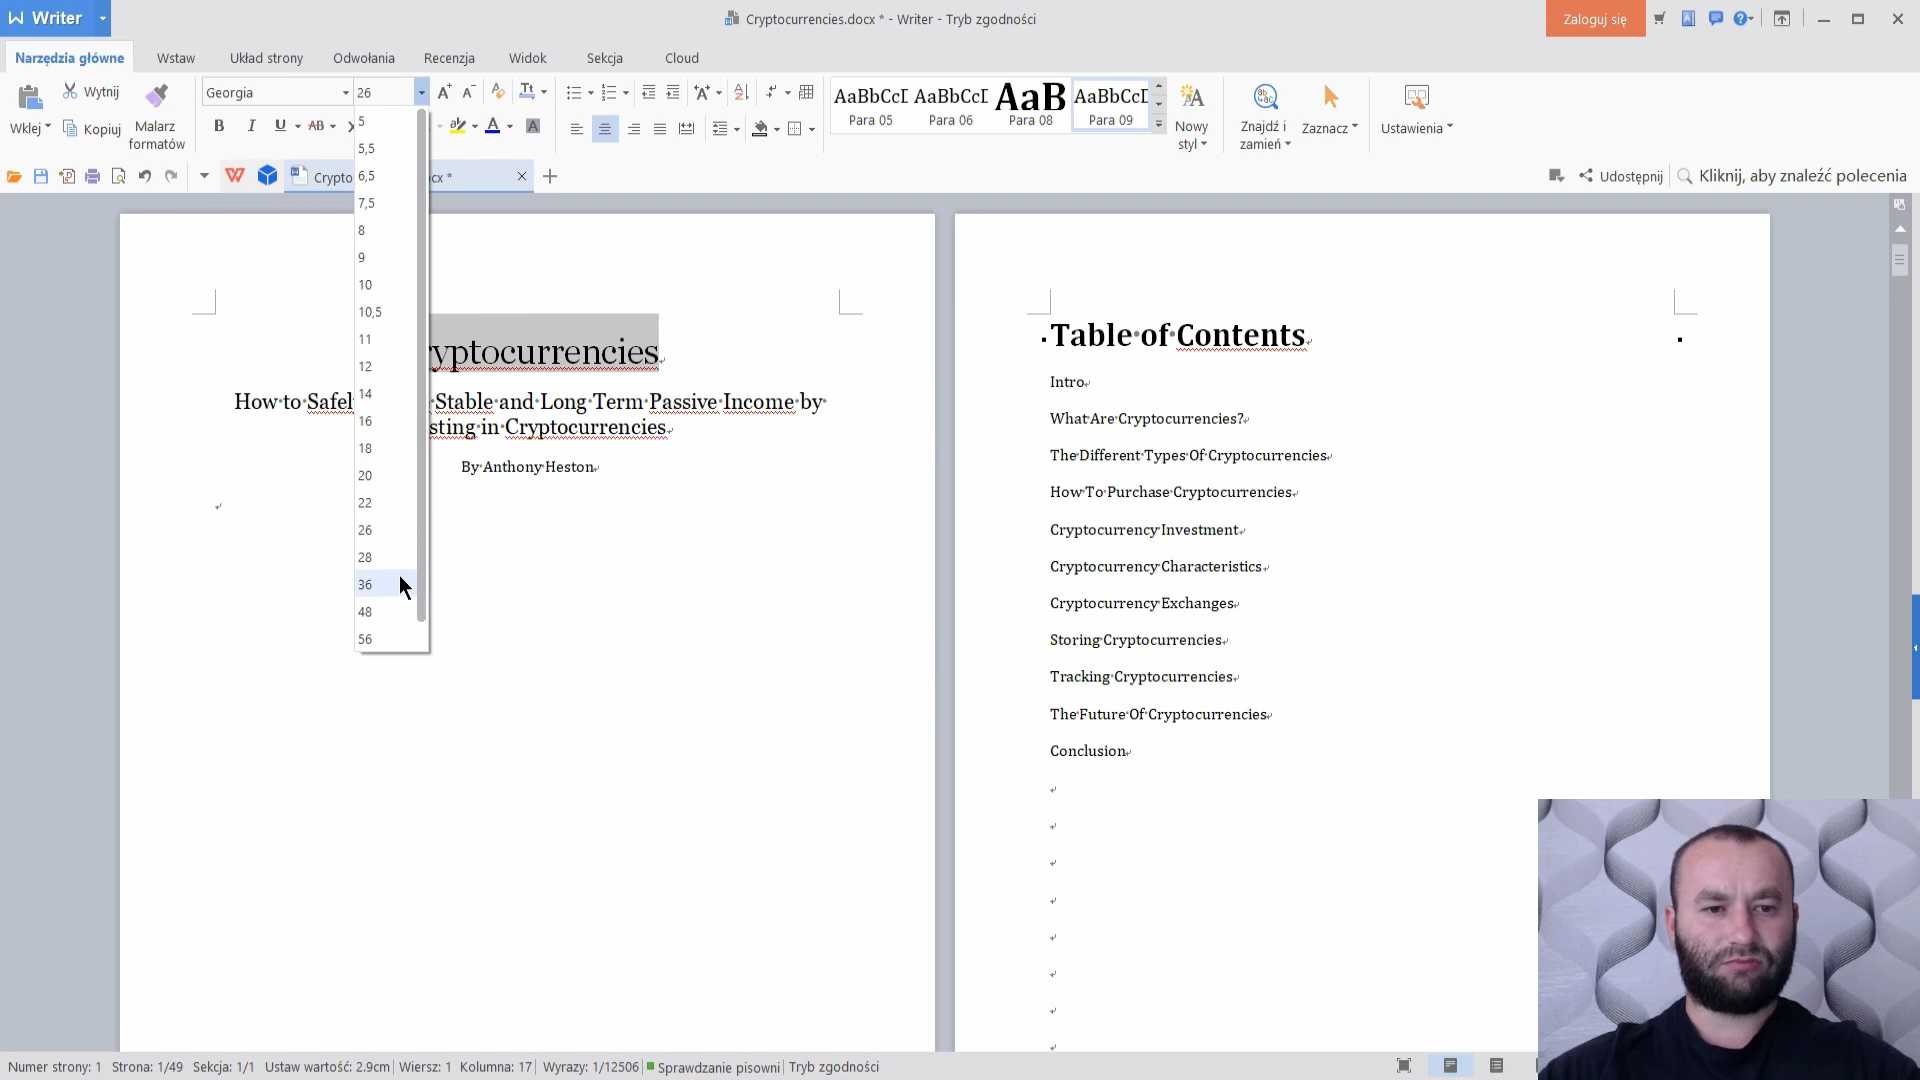 Writer
Cryptocurrencies.docx * - Writer - Tryb zgodności
Zaloguj się
Narzędzia główne
Wstaw
Układ strony
Odwołania
Recenzja
Widok
Sekcja
Cloud
Wklej
Wytnij
Kopiuj
Malarz
formatów
Georgia
26
B I U AB
A
AaBbCcD
Para 05
AaBbCcD
Para 06
AaB
Para 08
AaBbCcD
Para 09
Nowy
styl
Znajdź i
zamień
Zaznacz
Ustawienia
Crypto
cx *
Udostępnij
Kliknij, aby znaleźć polecenia
5
5,5
6,5
7,5
8
9
10
10,5
11
12
14
16
18
20
22
26
28
36
48
56
ryptocurrencies
How to Safel
Stable and Long Term Passive Income by
sting in Cryptocurrencies
By Anthony Heston
Table of Contents
Intro
What Are Cryptocurrencies?
The Different Types Of Cryptocurrencies
How To Purchase Cryptocurrencies
Cryptocurrency Investment
Cryptocurrency Characteristics
Cryptocurrency Exchanges
Storing Cryptocurrencies
Tracking Cryptocurrencies
The Future Of Cryptocurrencies
Conclusion
Numer strony: 1 Strona: 1/49 Sekcja: 1/1 Ustaw wartość: 2.9cm Wiersz: 1 Kolumna: 17 Wyrazy: 1/12506 Sprawdzanie pisowni Tryb zgodności